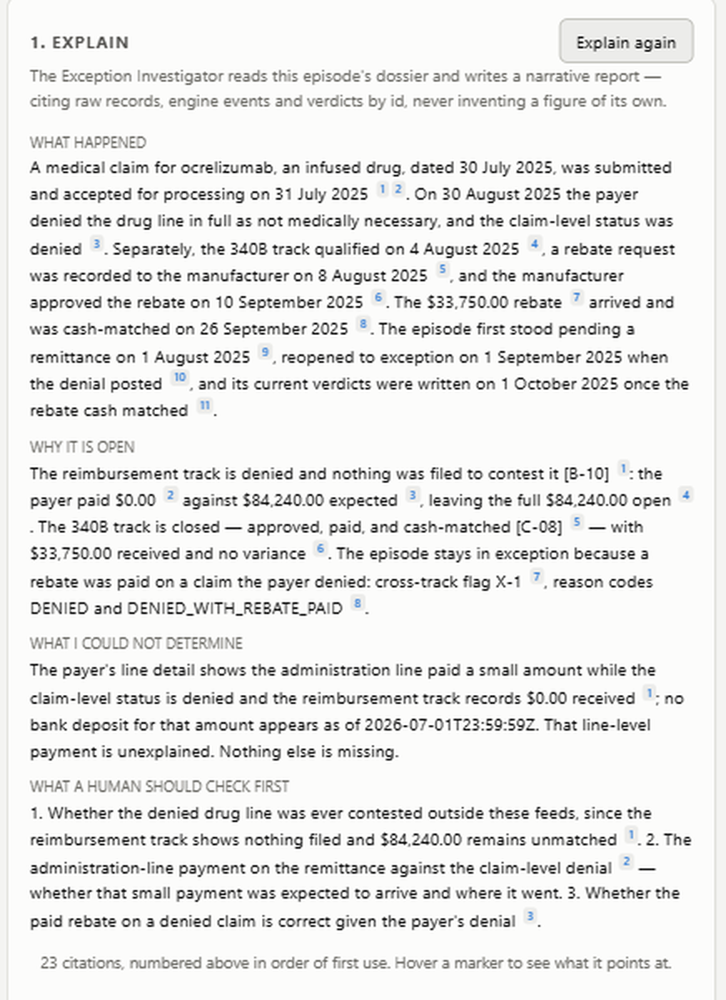 1. EXPLAIN
Explain again
The Exception Investigator reads this episode's dossier and writes a narrative report —
citing raw records, engine events and verdicts by id, never inventing a figure of its own.
WHAT HAPPENED
A medical claim for ocrelizumab, an infused drug, dated 30 July 2025, was submitted
and accepted for processing on 31 July 2025 1 2. On 30 August 2025 the payer
denied the drug line in full as not medically necessary, and the claim-level status was
denied 3. Separately, the 340B track qualified on 4 August 2025 4, a rebate request
was recorded to the manufacturer on 8 August 2025 5, and the manufacturer
approved the rebate on 10 September 2025 6. The $33,750.00 rebate 7 arrived and
was cash-matched on 26 September 2025 8. The episode first stood pending a
remittance on 1 August 2025 9, reopened to exception on 1 September 2025 when
the denial posted 10, and its current verdicts were written on 1 October 2025 once the
rebate cash matched 11.
WHY IT IS OPEN
The reimbursement track is denied and nothing was filed to contest it [B-10] 1: the
payer paid $0.00 2 against $84,240.00 expected 3, leaving the full $84,240.00 open 4
. The 340B track is closed — approved, paid, and cash-matched [C-08] 5 — with
$33,750.00 received and no variance 6. The episode stays in exception because a
rebate was paid on a claim the payer denied: cross-track flag X-1 7, reason codes
DENIED and DENIED_WITH_REBATE_PAID 8.
WHAT I COULD NOT DETERMINE
The payer's line detail shows the administration line paid a small amount while the
claim-level status is denied and the reimbursement track records $0.00 received 1; no
bank deposit for that amount appears as of 2026-07-01T23:59:59Z. That line-level
payment is unexplained. Nothing else is missing.
WHAT A HUMAN SHOULD CHECK FIRST
1. Whether the denied drug line was ever contested outside these feeds, since the
reimbursement track shows nothing filed and $84,240.00 remains unmatched 1. 2. The
administration-line payment on the remittance against the claim-level denial 2 —
whether that small payment was expected to arrive and where it went. 3. Whether the
paid rebate on a denied claim is correct given the payer's denial 3.
23 citations, numbered above in order of first use. Hover a marker to see what it points at.